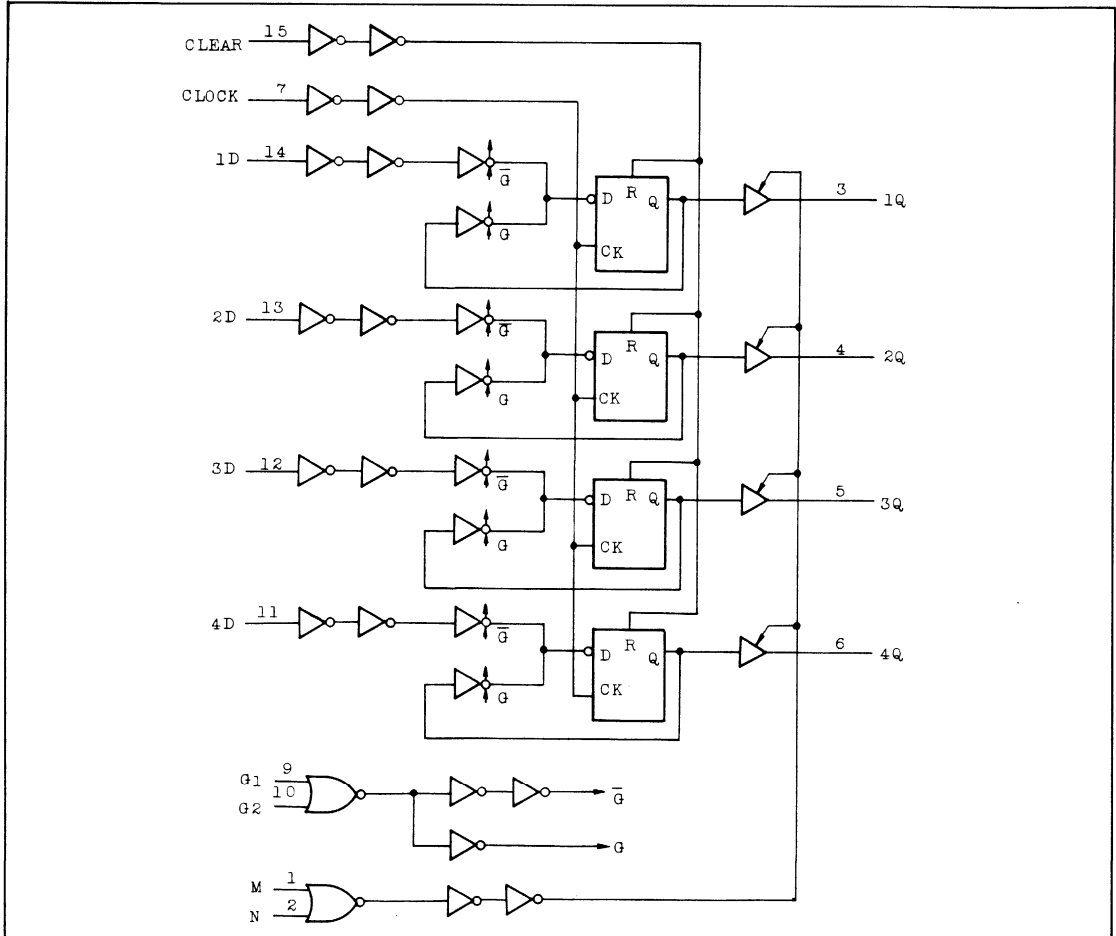 CLEAR 15
CLOCK 7
1D 14
G̅
G
D R Q
CK
3 1Q
2D 13
G̅
G
D R Q
CK
4 2Q
3D 12
G̅
G
D R Q
CK
5 3Q
4D 11
G̅
G
D R Q
CK
6 4Q
G1 9
G2 10
G̅
G
M 1
N 2